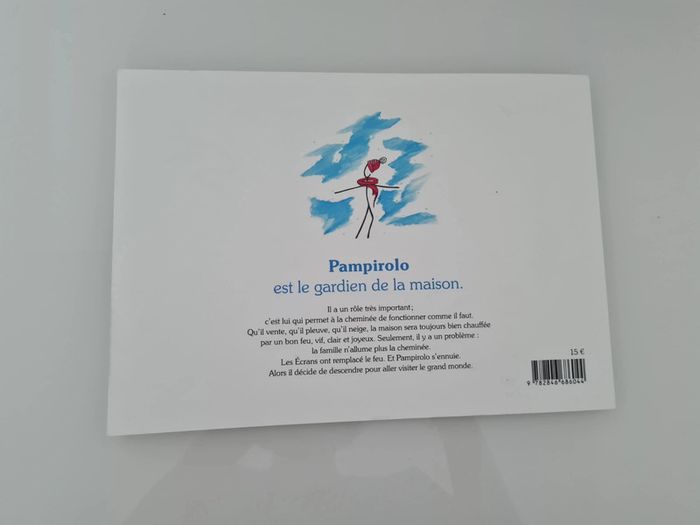 Pampirolo
est le gardien de la maison.
Il a un rôle très important ;
c'est lui qui permet à la cheminée de fonctionner comme il faut.
Qu'il vente, qu'il pleuve, qu'il neige, la maison sera toujours bien chauffée
par un bon feu, vif, clair et joyeux. Seulement, il y a un problème :
la famille n'allume plus la cheminée.
Les Écrans ont remplacé le feu. Et Pampirolo s'ennuie.
Alors il décide de descendre pour aller visiter le grand monde.
15 €
9 782846 686044